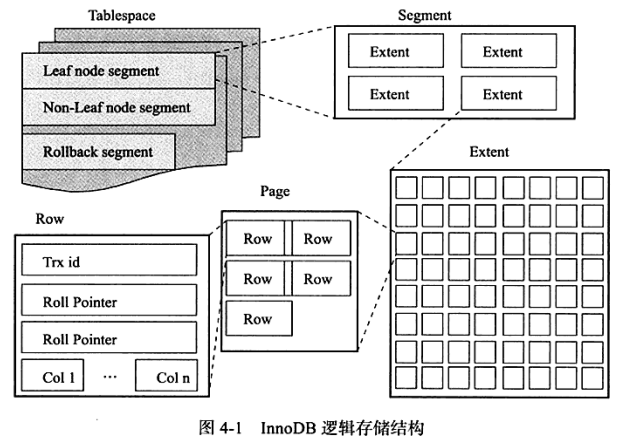 Tablespace
Segment
Leaf node segment
Non-Leaf node segment
Rollback segment
Extent
Extent
Extent
Extent
Extent
Page
Row
Row
Row
Row
Row
Row
Trx id
Roll Pointer
Roll Pointer
Col 1
...
Col n
图 4-1 InnoDB 逻辑存储结构